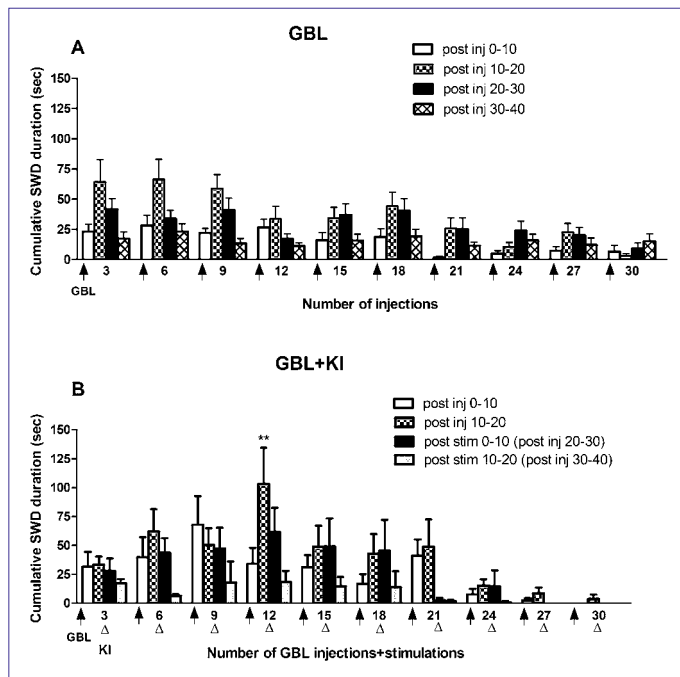 GBL
A
post inj 0-10
post inj 10-20
post inj 20-30
post inj 30-40
Cumulative SWD duration (sec)
150
125
100
75
50
25
0
3 6 9 12 15 18 21 24 27 30
GBL
Number of injections
GBL+KI
B
post inj 0-10
post inj 10-20
post stim 0-10 (post inj 20-30)
post stim 10-20 (post inj 30-40)
**
Cumulative SWD duration (sec)
150
125
100
75
50
25
0
3 6 9 12 15 18 21 24 27 30
Δ Δ Δ Δ Δ Δ Δ Δ Δ Δ
GBL KI
Number of GBL injections+stimulations